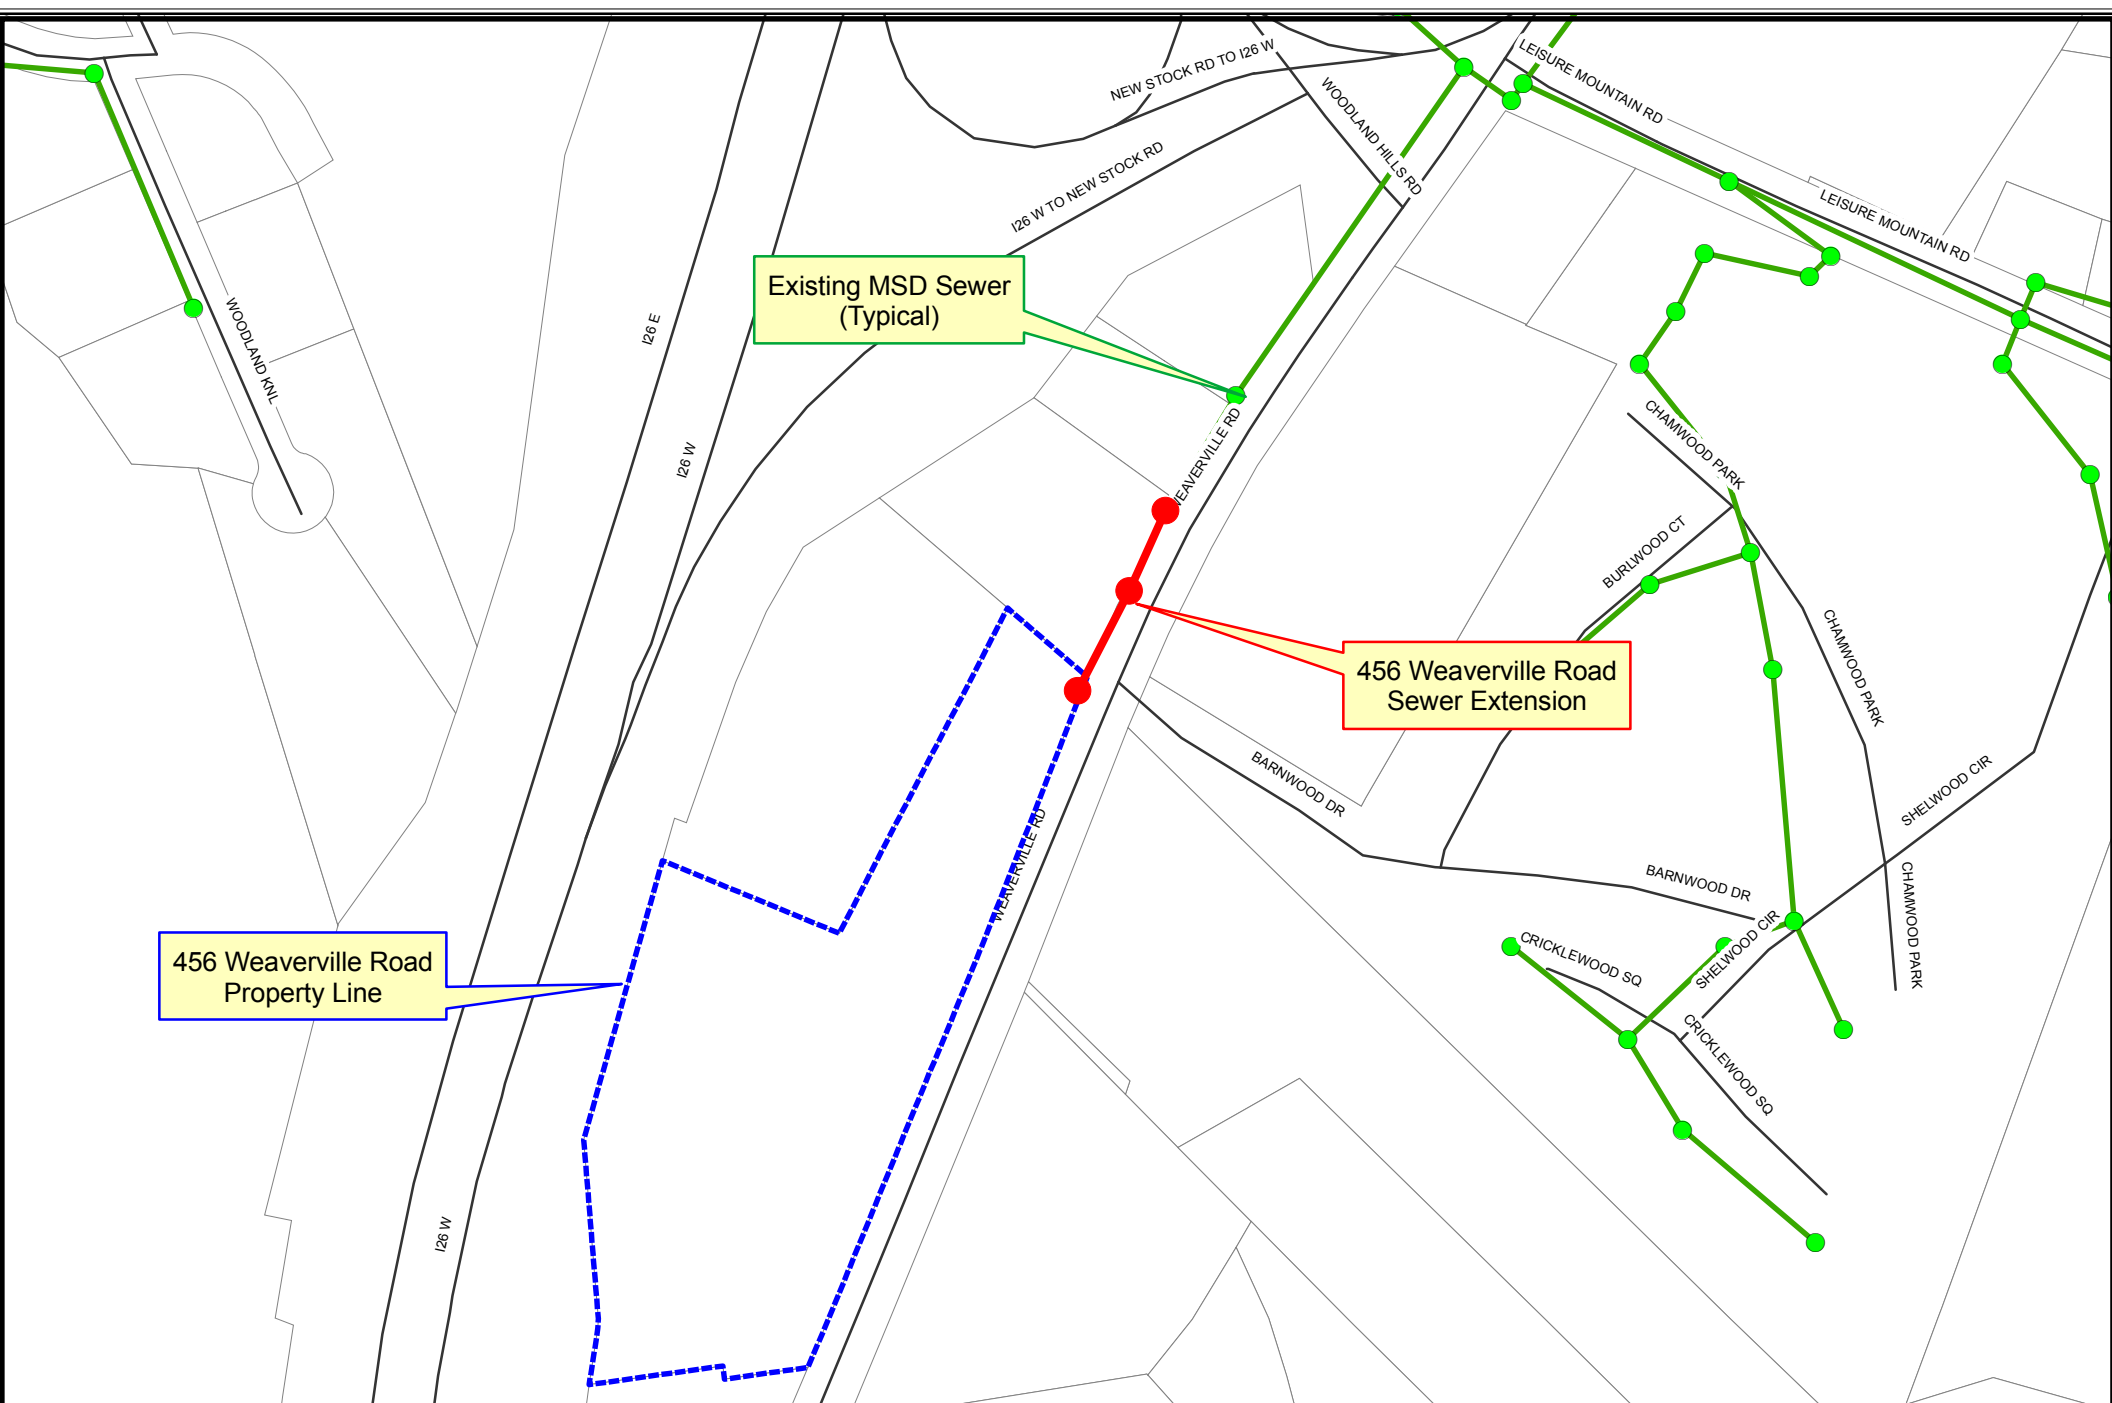 LEISURE MOUNTAIN RD
NEW STOCK RD TO I26 W
WOODLAND HILLS RD
I26 W TO NEW STOCK RD
LEISURE MOUNTAIN RD
Existing MSD Sewer
(Typical)
WOODLAND KNL
I26 E
I26 W
WEAVERVILLE RD
CHAMWOOD PARK
BURLWOOD CT
456 Weaverville Road
Sewer Extension
CHAMWOOD PARK
BARNWOOD DR
SHELWOOD CIR
WEAVERVILLE RD
BARNWOOD DR
CHAMWOOD PARK
456 Weaverville Road
Property Line
CRICKLEWOOD SQ
SHELWOOD CIR
CRICKLEWOOD SQ
I26 W